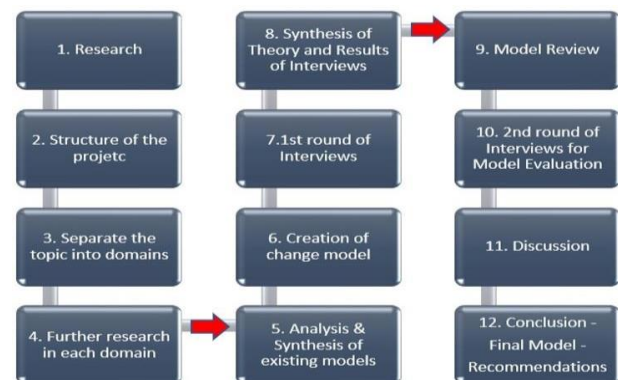 1. Research
2. Structure of the
projetc
3. Separate the
topic into domains
4. Further research
in each domain
5. Analysis &
Synthesis of
existing models
6. Creation of
change model
7.1st round of
Interviews
8. Synthesis of
Theory and Results
of Interviews
9. Model Review
10. 2nd round of
Interviews for
Model Evaluation
11. Discussion
12. Conclusion -
Final Model -
Recommendations